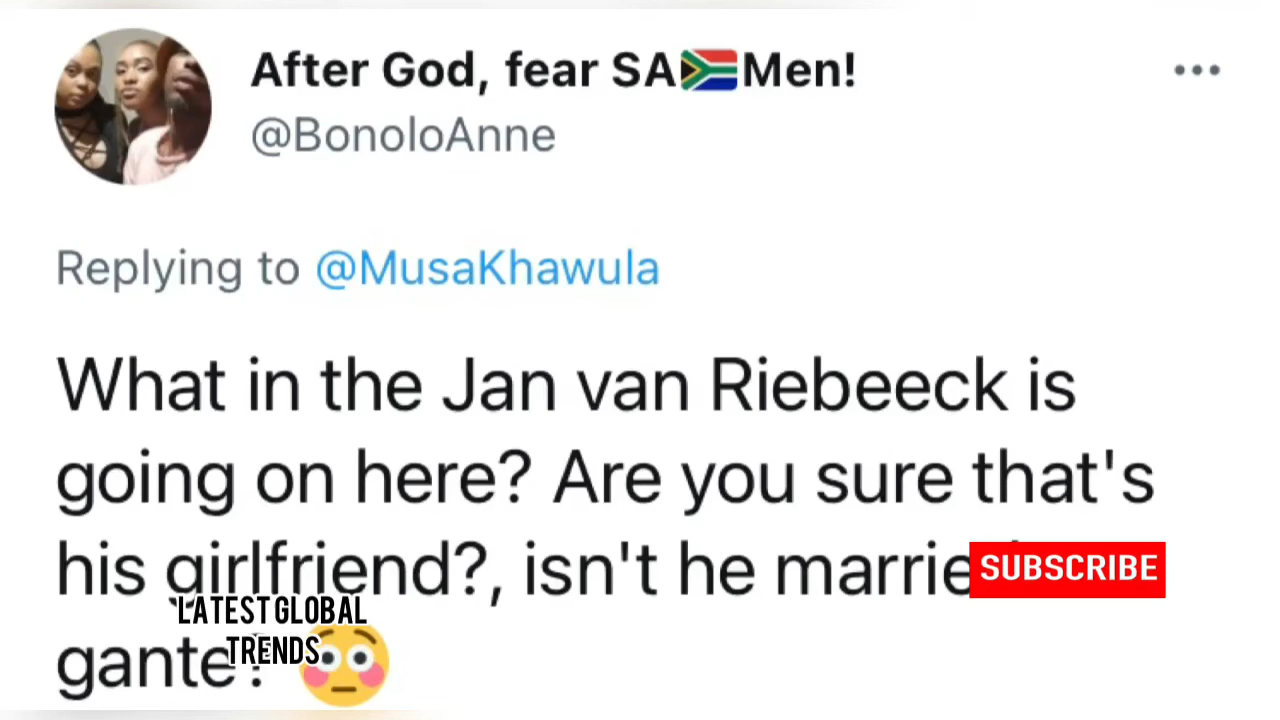 After God, fear SA🇿🇦Men!
@BonoloAnne
Replying to @MusaKhawula
What in the Jan van Riebeeck is
going on here? Are you sure that's
his girlfriend?, isn't he
SUBSCRIBE
LATEST GLOBAL
TRENDS
gante? 😳